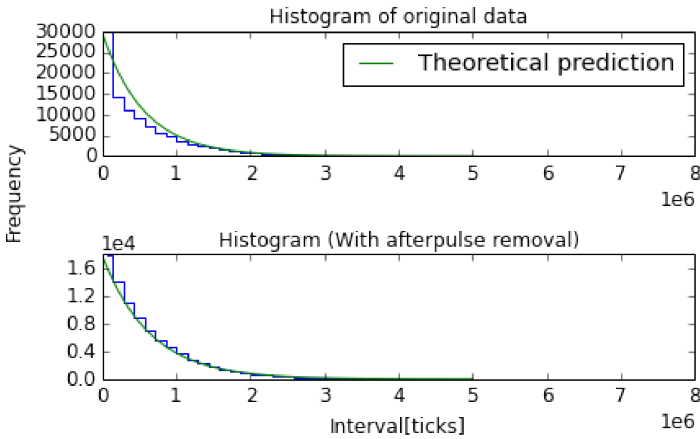 Histogram of original data
30000
25000
20000
15000
10000
5000
0
Theoretical prediction
0 1 2 3 4 5 6 7 8
1e6
Frequency
1e4 Histogram (With afterpulse removal)
1.6
1.2
0.8
0.4
0.0
0 1 2 3 4 5 6 7 8
Interval[ticks] 1e6